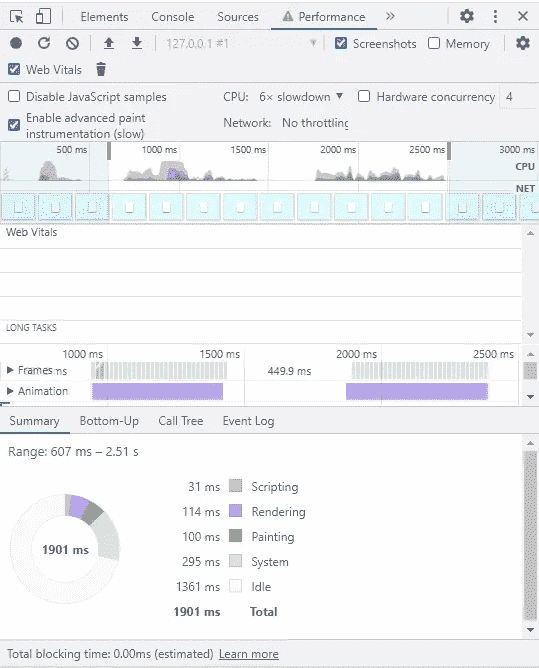 Elements Console Sources Performance »
127.0.0.1 #1 Screenshots Memory
Web Vitals
Disable JavaScript samples CPU: 6× slowdown Hardware concurrency 4
Enable advanced paint
instrumentation (slow) Network: No throttling
500 ms 1000 ms 1500 ms 2000 ms 2500 ms 3000 ms
CPU
NET
Web Vitals
LONG TASKS
1000 ms 1500 ms 2000 ms 2500 ms
Frames ms 449.9 ms
Animation
Summary Bottom-Up Call Tree Event Log
Range: 607 ms – 2.51 s
31 ms Scripting
114 ms Rendering
1901 ms 100 ms Painting
295 ms System
1361 ms Idle
1901 ms Total
Total blocking time: 0.00ms (estimated) Learn more